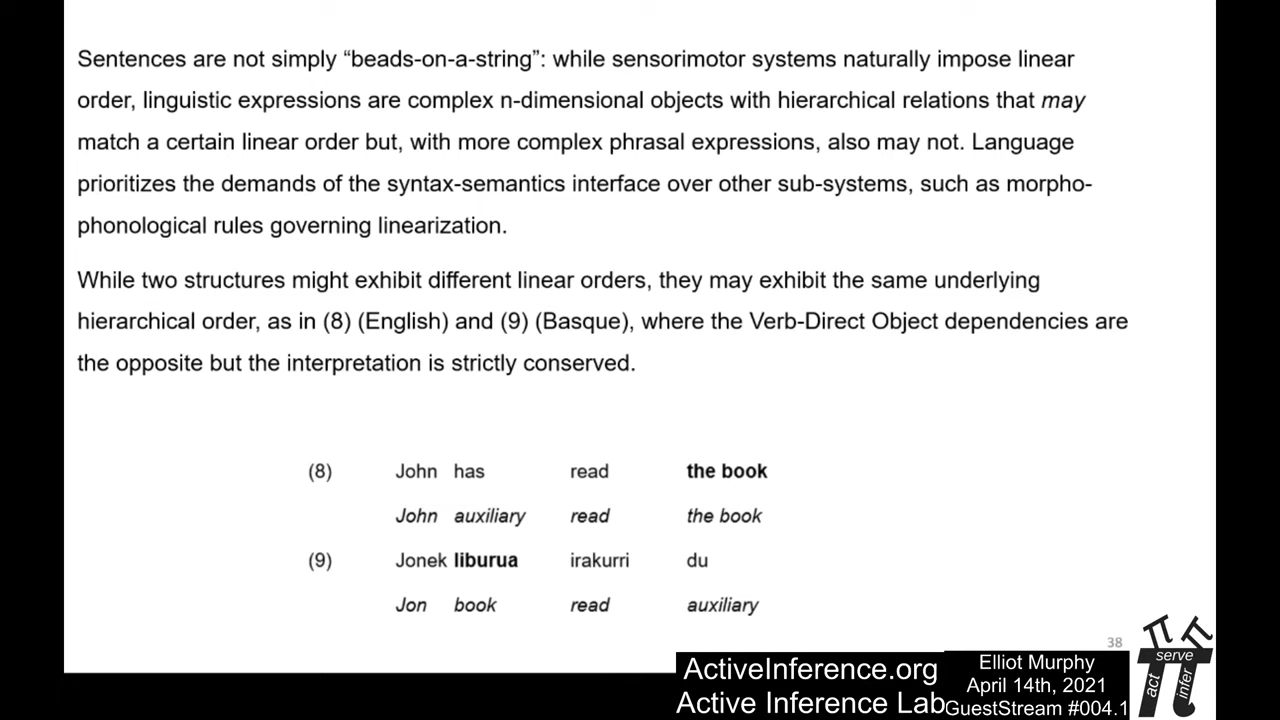 Sentences are not simply “beads-on-a-string”: while sensorimotor systems naturally impose linear
order, linguistic expressions are complex n-dimensional objects with hierarchical relations that may
match a certain linear order but, with more complex phrasal expressions, also may not. Language
prioritizes the demands of the syntax-semantics interface over other sub-systems, such as morpho-
phonological rules governing linearization.
While two structures might exhibit different linear orders, they may exhibit the same underlying
hierarchical order, as in (8) (English) and (9) (Basque), where the Verb-Direct Object dependencies are
the opposite but the interpretation is strictly conserved.
(8) John has read the book
John auxiliary read the book
(9) Jonek liburua irakurri du
Jon book read auxiliary
38
ActiveInference.org
Active Inference Lab
Elliot Murphy
April 14th, 2021
GuestStream #004.1
π π
serve
π
act infer